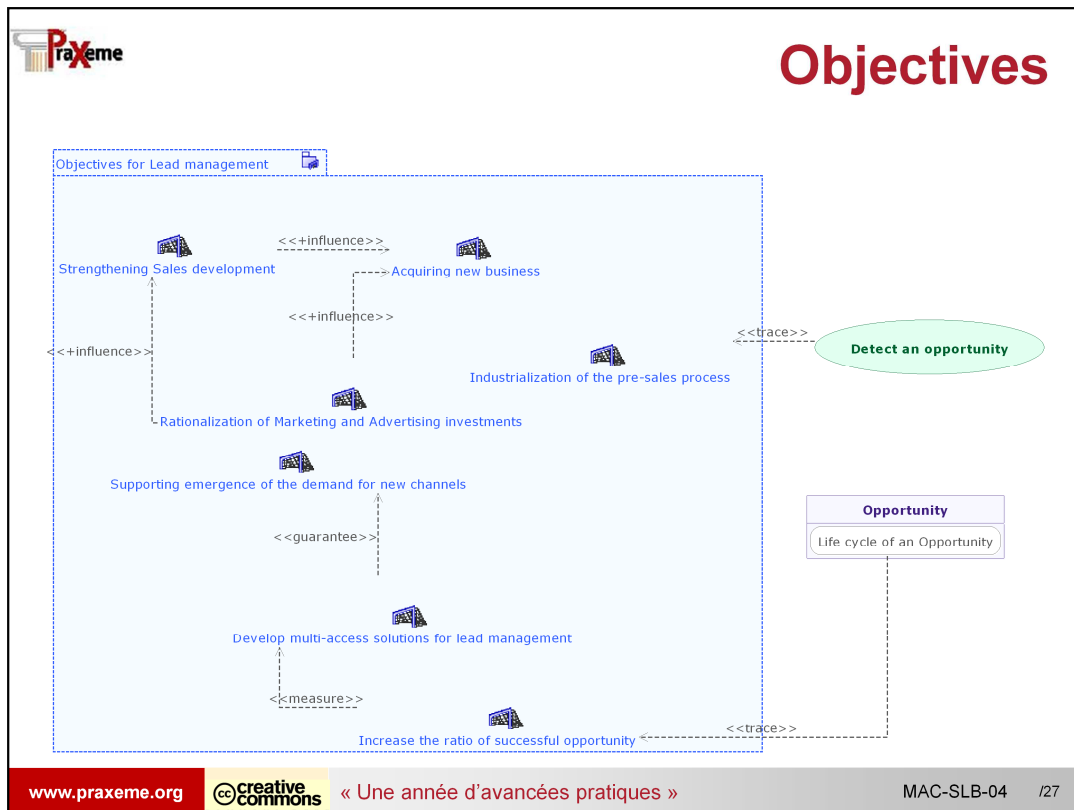 PraXeme
Objectives
Objectives for Lead management
<<+influence>>
Strengthening Sales development
Acquiring new business
<<+influence>>
<<trace>>
<<+influence>>
Detect an opportunity
Industrialization of the pre-sales process
Rationalization of Marketing and Advertising investments
Supporting emergence of the demand for new channels
Opportunity
<<guarantee>>
Life cycle of an Opportunity
Develop multi-access solutions for lead management
<<measure>>
<<trace>>
Increase the ratio of successful opportunity
www.praxeme.org
cc creative commons
« Une année d’avancées pratiques »
MAC-SLB-04
/27